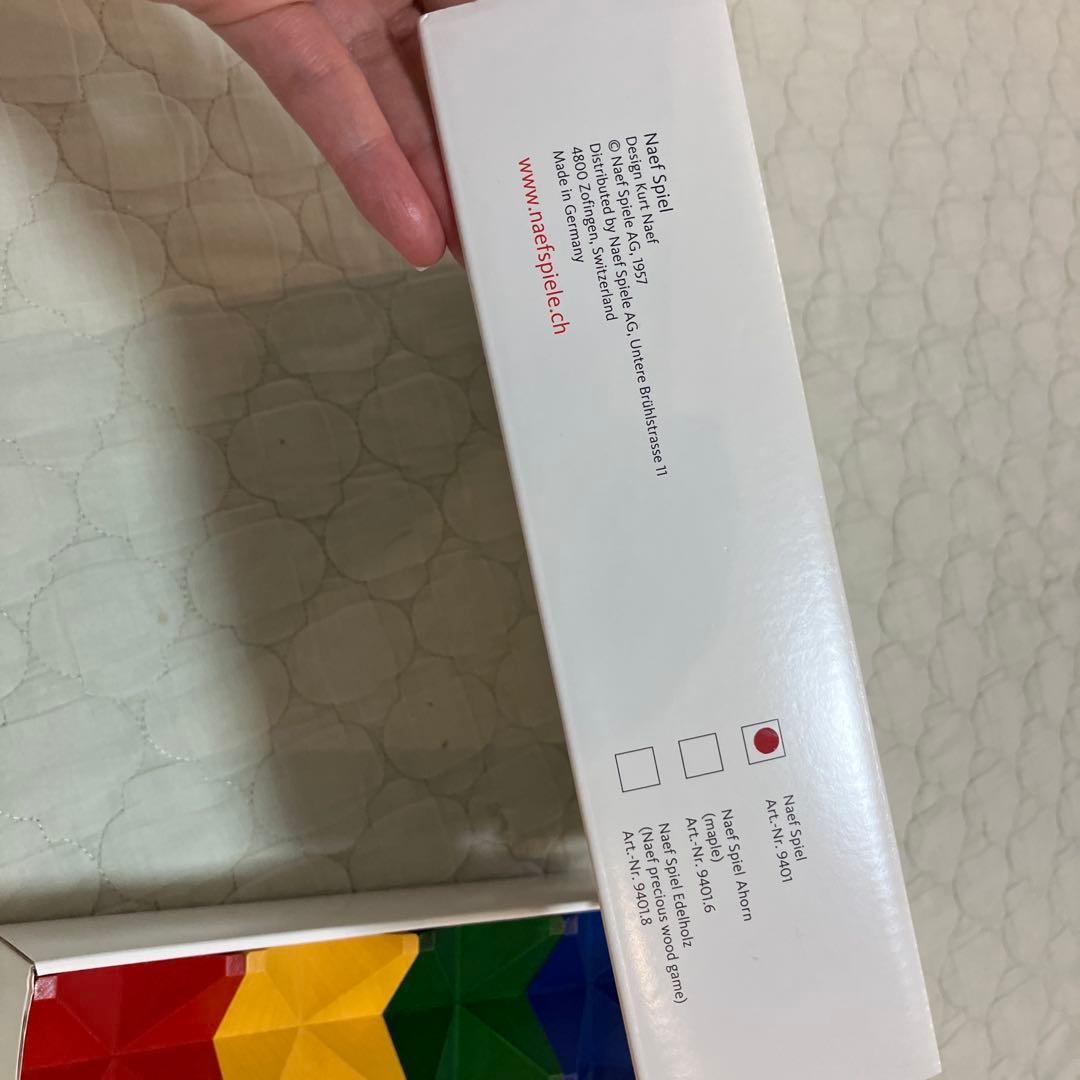 Naef Spiel
Design Kurt Naef
© Naef Spiele AG, 1957
Distributed by Naef Spiele AG, Untere Brühlstrasse 11
4800 Zofingen, Switzerland
Made in Germany
www.naefspiele.ch
Naef Spiel
Art.-Nr. 9401
Naef Spiel Ahorn
(maple)
Art.-Nr. 9401.6
Naef Spiel Edelholz
(Naef precious wood game)
Art.-Nr. 9401.8